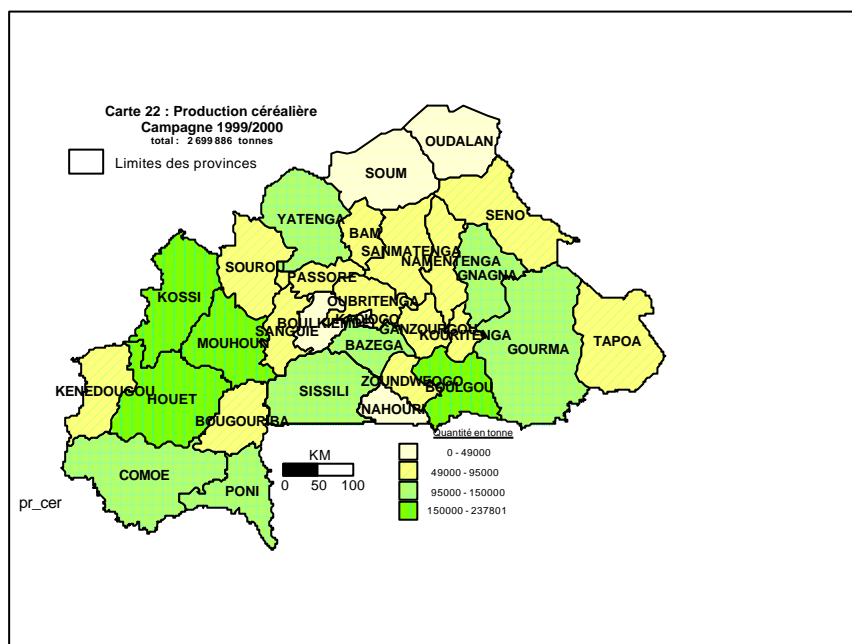 Carte 22 : Production céréalière
Campagne 1999/2000
total : 2 699 886 tonnes
Limites des provinces
OUDALAN
SOUM
SENO
YATENGA
BAM
SANMATENGA
NAMENTENGA
GNAGNA
SOUROU
PASSORE
KOSSI
OUBRITENGA
BOULKIEMDE
KADIOGO
GANZOURGOU
KOURITENGA
SANGUIE
MOUHOUN
BAZEGA
GOURMA
TAPOA
ZOUNDWEOGO
BOULGOU
KENEDOUGOU
HOUET
SISSILI
NAHOURI
BOUGOURIBA
COMOE
PONI
Quantité en tonne
0 - 49000
49000 - 95000
95000 - 150000
150000 - 237801
KM
0 50 100
pr_cer